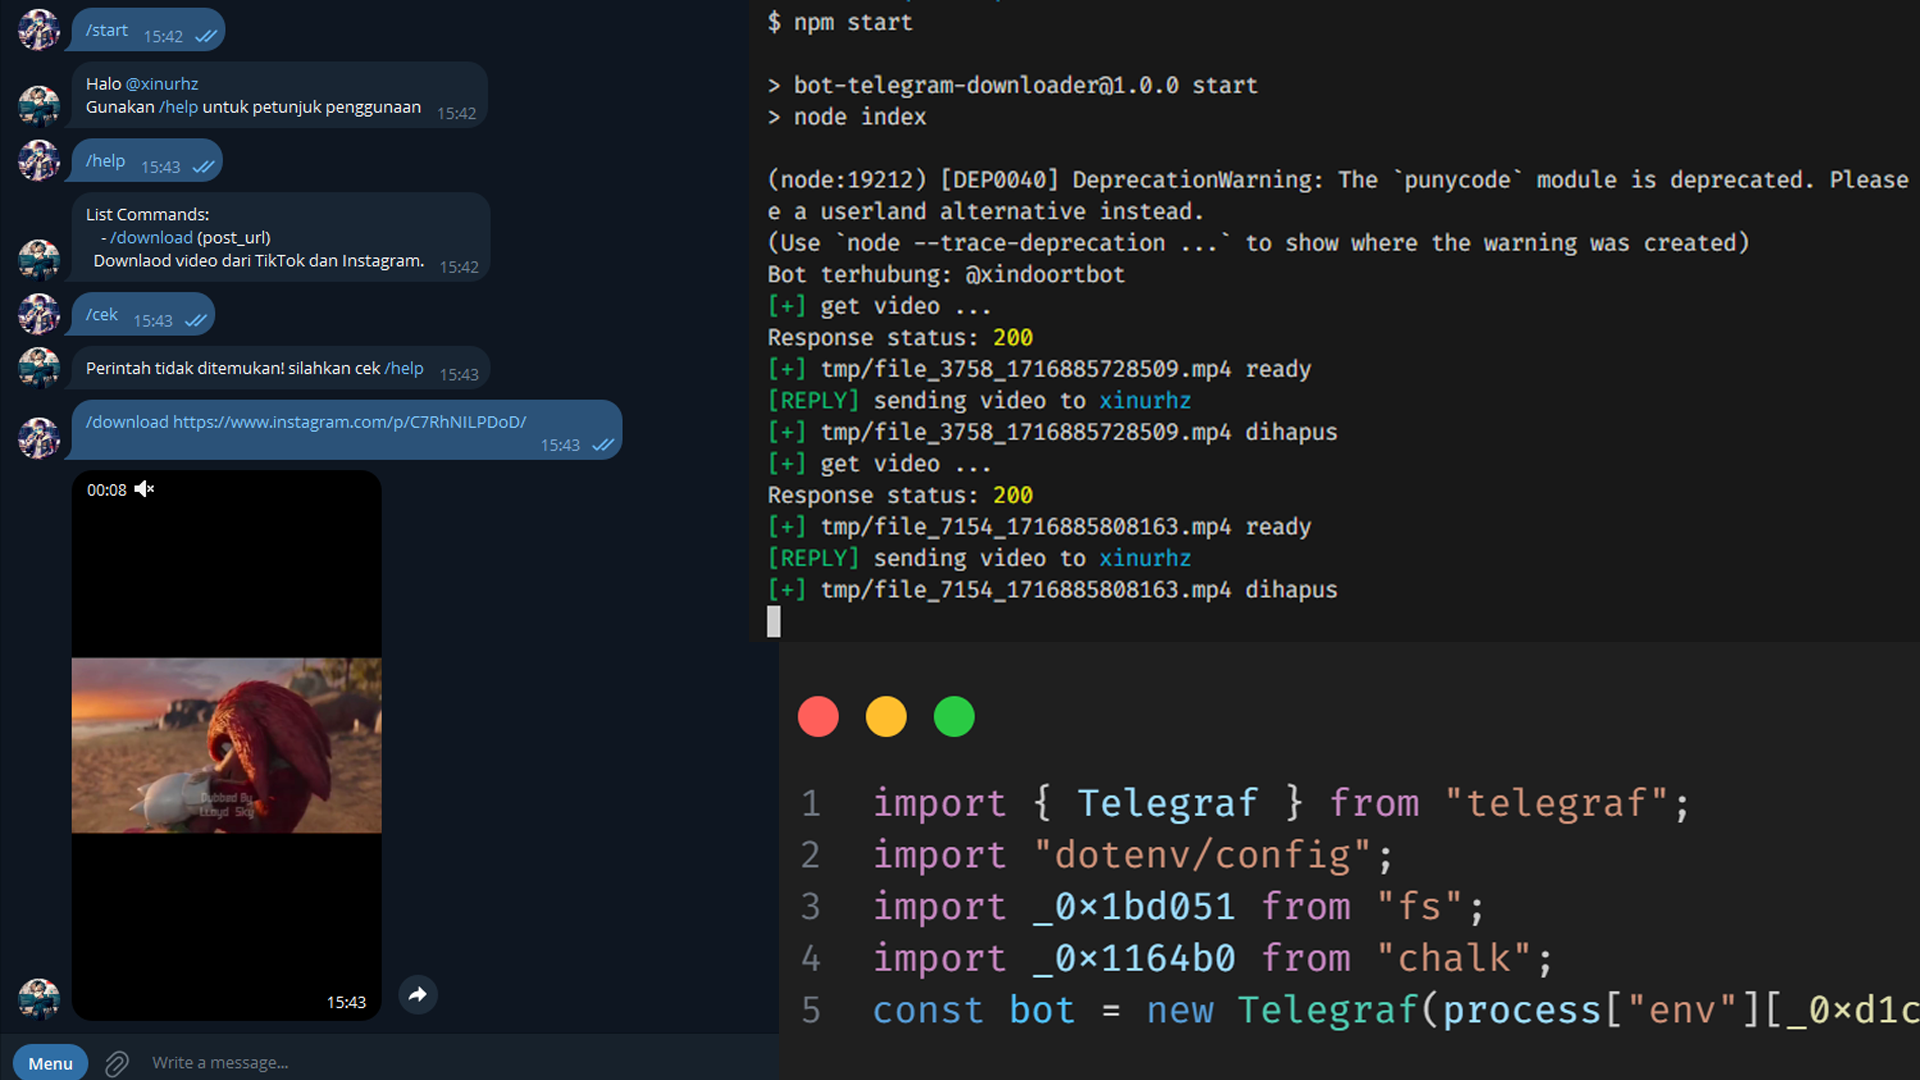 /start 15:42
Halo @xinurhz
Gunakan /help untuk petunjuk penggunaan 15:42
/help 15:43
List Commands:
- /download (post_url)
Downlaod video dari TikTok dan Instagram. 15:42
/cek 15:43
Perintah tidak ditemukan! silahkan cek /help 15:43
/download https://www.instagram.com/p/C7RhNILPDoD/
15:43
00:08
Dubbed By
LLoyd Sky
15:43
Menu Write a message...
$ npm start
> bot-telegram-downloader@1.0.0 start
> node index
(node:19212) [DEP0040] DeprecationWarning: The `punycode` module is deprecated. Please
e a userland alternative instead.
(Use `node --trace-deprecation ...` to show where the warning was created)
Bot terhubung: @xindoortbot
[+] get video ...
Response status: 200
[+] tmp/file_3758_1716885728509.mp4 ready
[REPLY] sending video to xinurhz
[+] tmp/file_3758_1716885728509.mp4 dihapus
[+] get video ...
Response status: 200
[+] tmp/file_7154_1716885808163.mp4 ready
[REPLY] sending video to xinurhz
[+] tmp/file_7154_1716885808163.mp4 dihapus
1 import { Telegraf } from "telegraf";
2 import "dotenv/config";
3 import _0×1bd051 from "fs";
4 import _0×1164b0 from "chalk";
5 const bot = new Telegraf(process["env"][_0×d1c